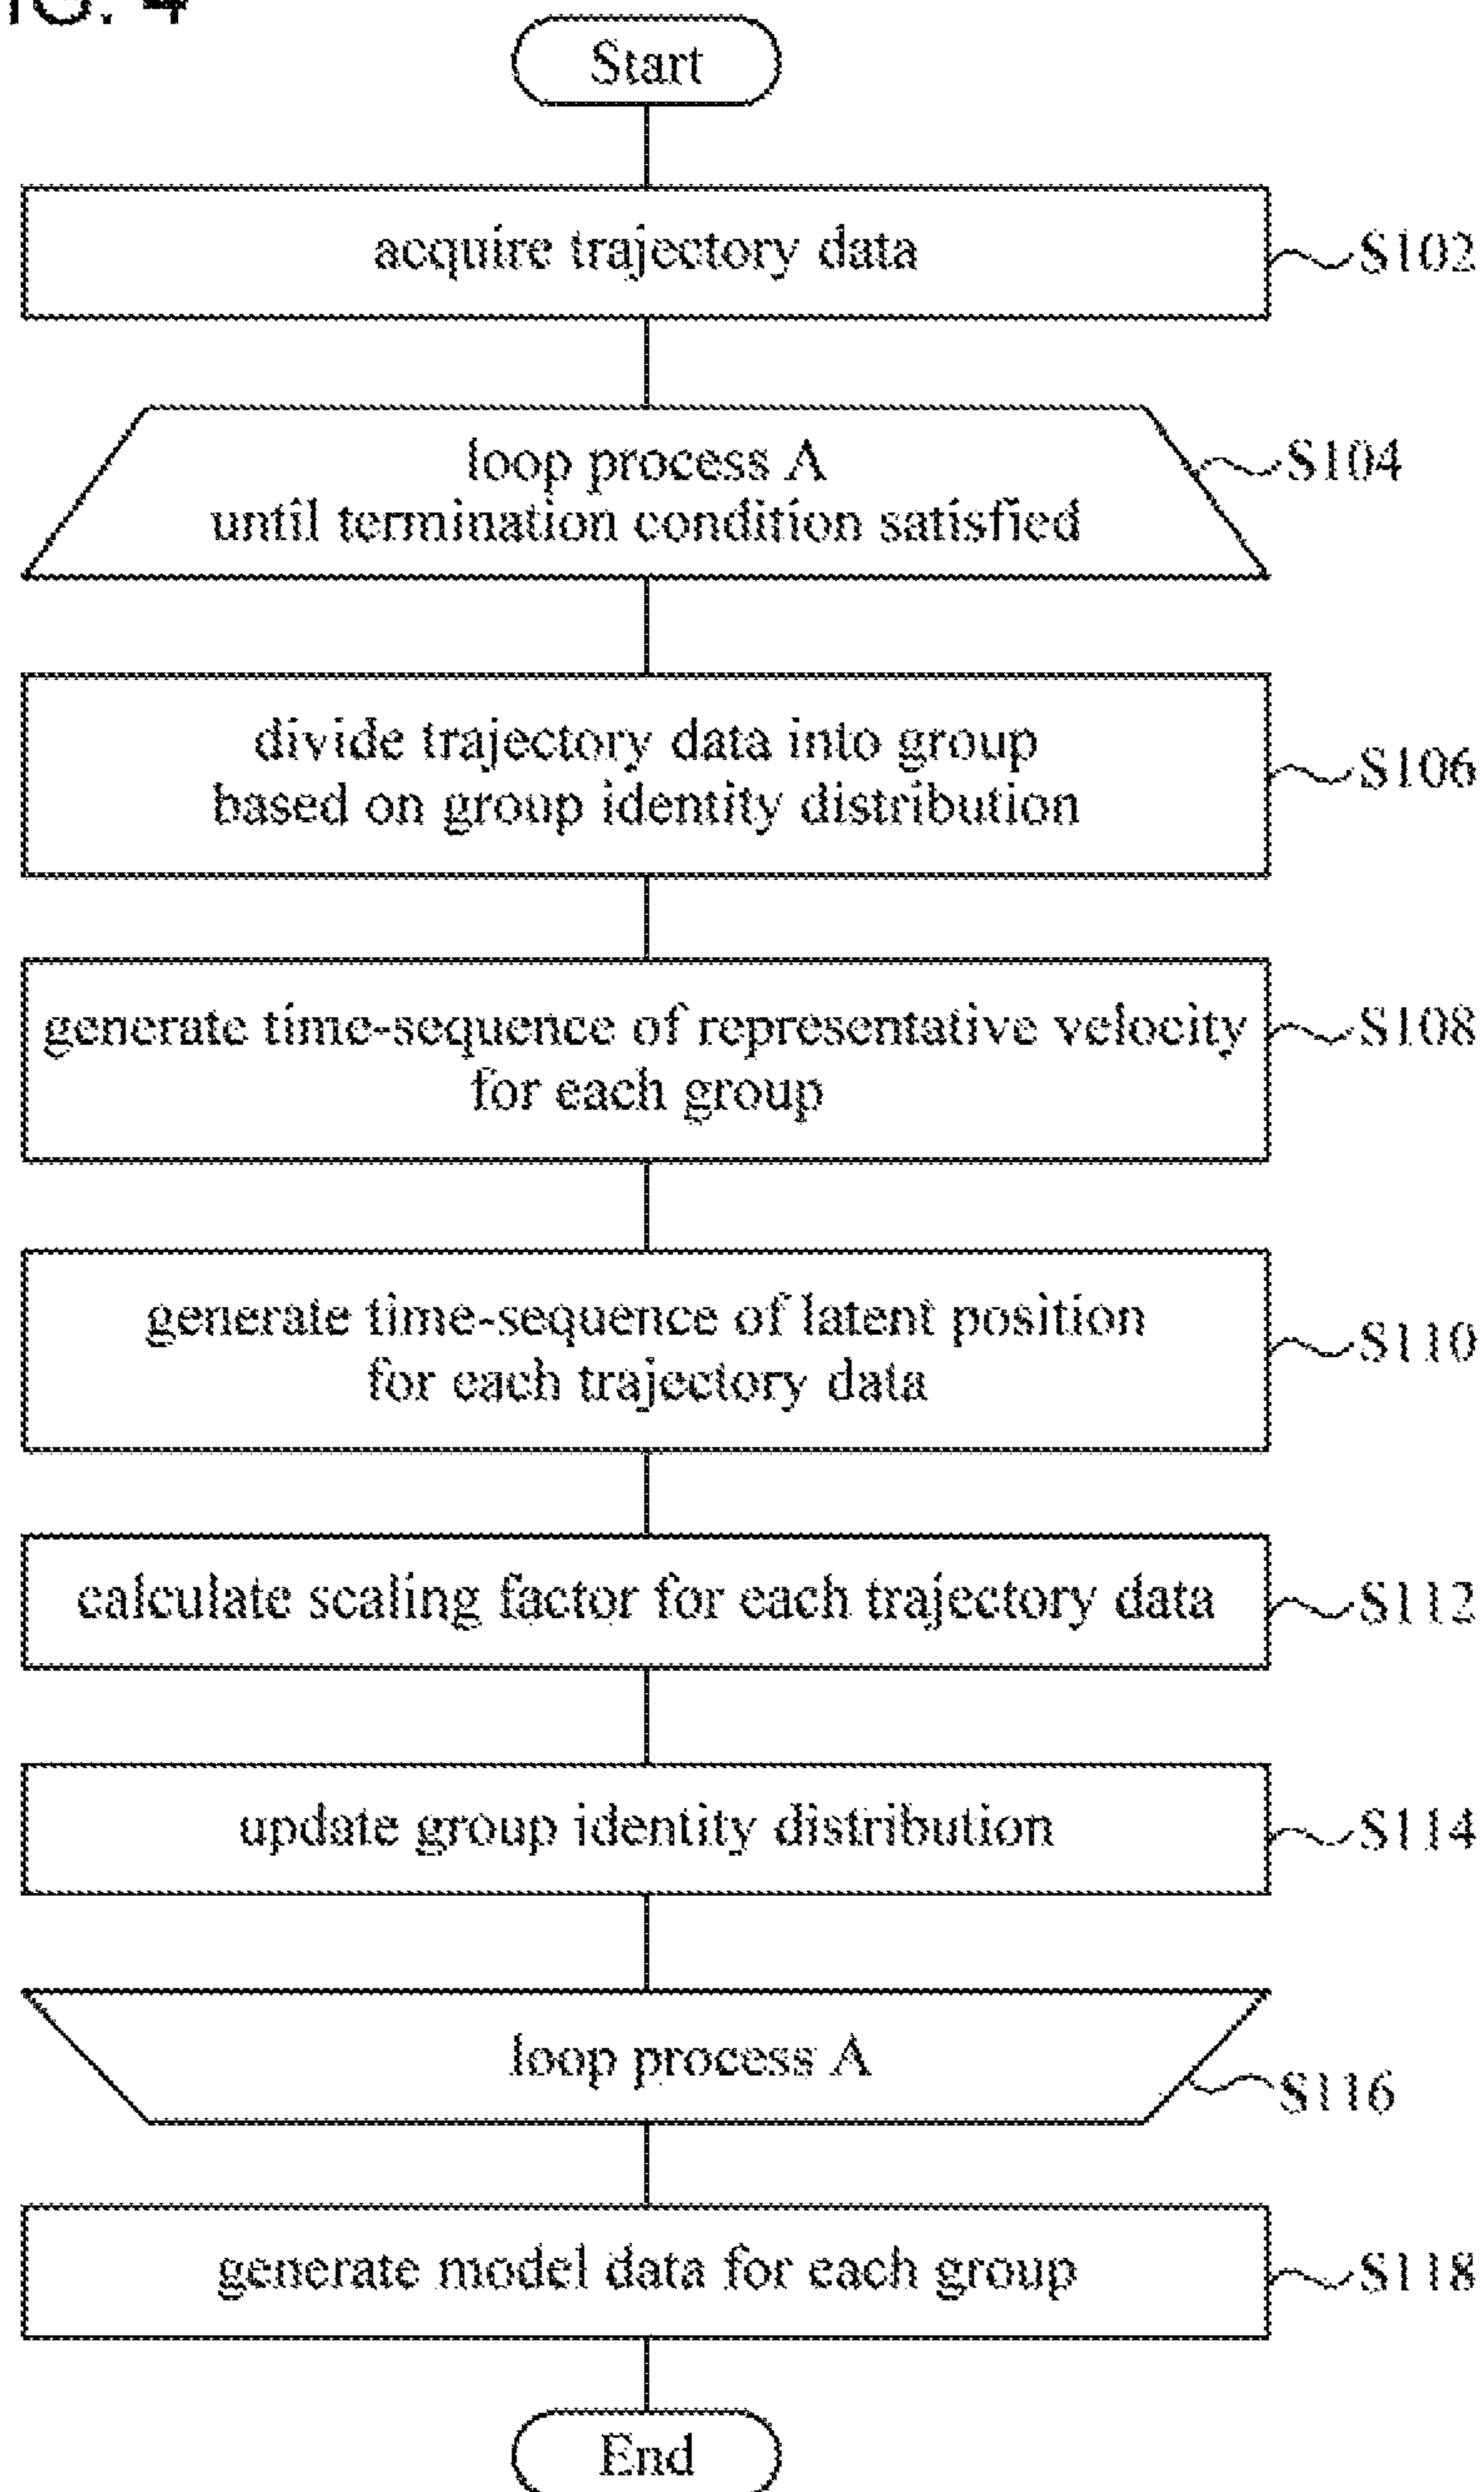 FIG. 4
Start
acquire trajectory data
S102
loop process A
until termination condition satisfied
S104
divide trajectory data into group
based on group identity distribution
S106
generate time-sequence of representative velocity
for each group
S108
generate time-sequence of latent position
for each trajectory data
S110
calculate scaling factor for each trajectory data
S112
update group identity distribution
S114
loop process A
S116
generate model data for each group
S118
End